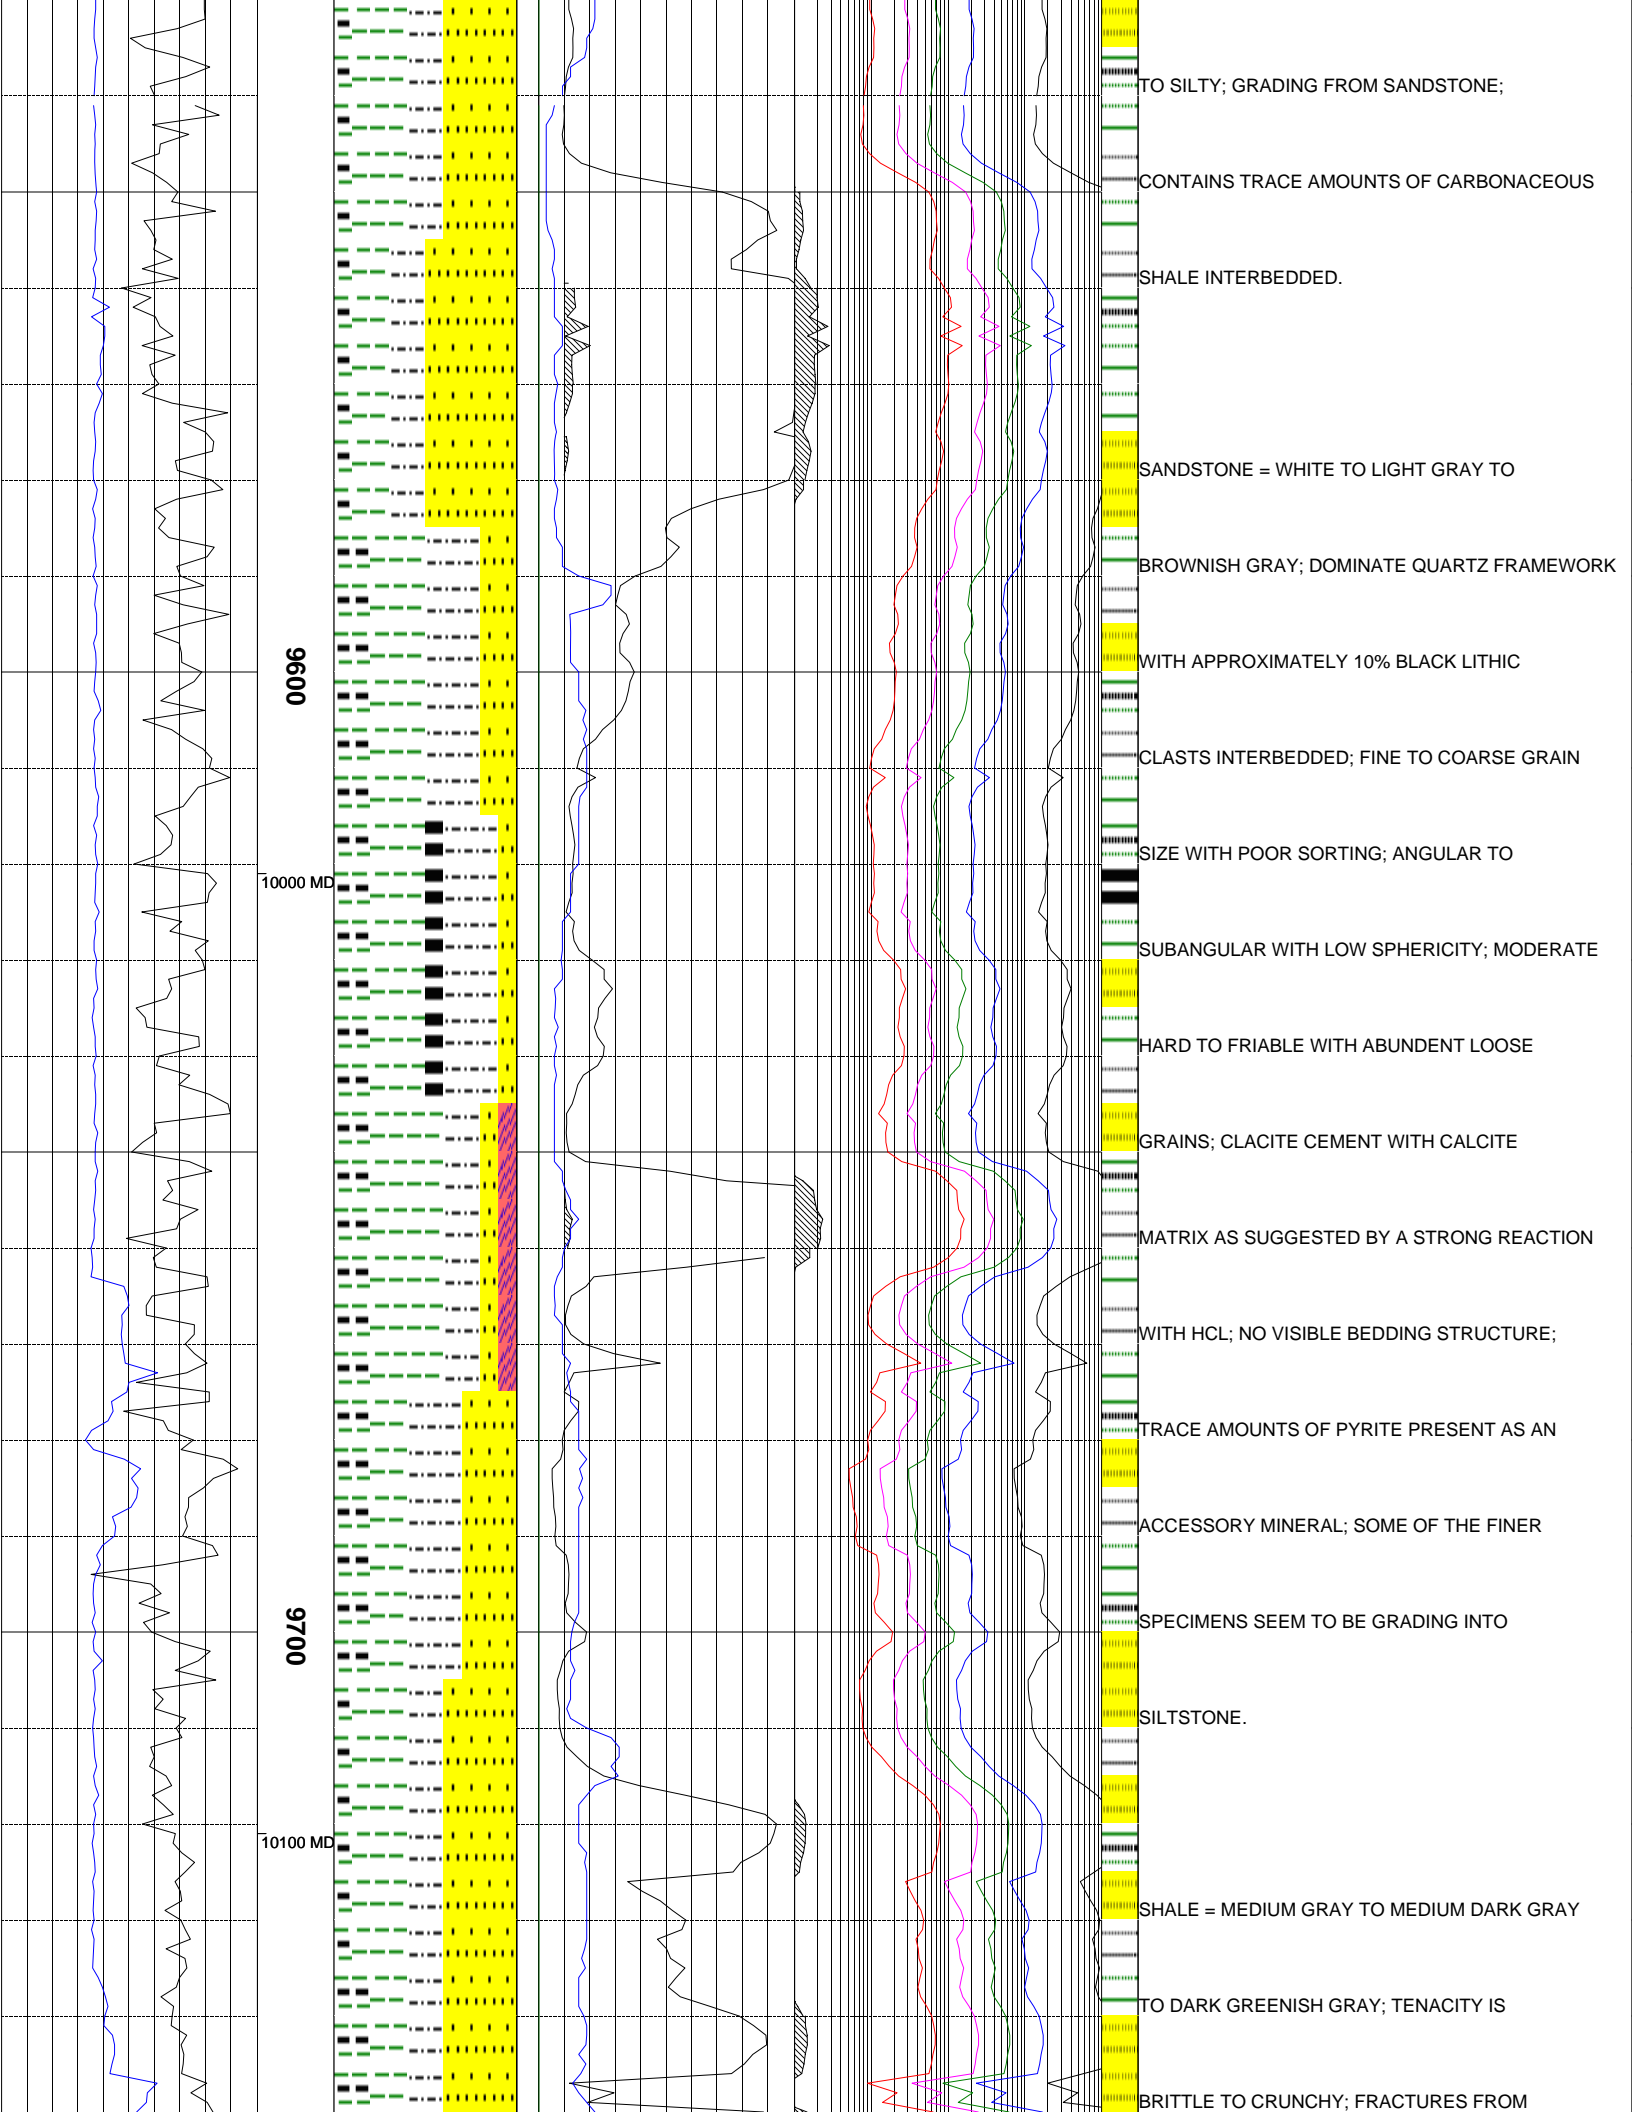 TO SILTY; GRADING FROM SANDSTONE;
CONTAINS TRACE AMOUNTS OF CARBONACEOUS
SHALE INTERBEDDED.
SANDSTONE = WHITE TO LIGHT GRAY TO
BROWNISH GRAY; DOMINATE QUARTZ FRAMEWORK
9600
WITH APPROXIMATELY 10% BLACK LITHIC
CLASTS INTERBEDDED; FINE TO COARSE GRAIN
SIZE WITH POOR SORTING; ANGULAR TO
10000 MD
SUBANGULAR WITH LOW SPHERICITY; MODERATE
HARD TO FRIABLE WITH ABUNDENT LOOSE
GRAINS; CLACITE CEMENT WITH CALCITE
MATRIX AS SUGGESTED BY A STRONG REACTION
WITH HCL; NO VISIBLE BEDDING STRUCTURE;
TRACE AMOUNTS OF PYRITE PRESENT AS AN
ACCESSORY MINERAL; SOME OF THE FINER
9700
SPECIMENS SEEM TO BE GRADING INTO
SILTSTONE.
10100 MD
SHALE = MEDIUM GRAY TO MEDIUM DARK GRAY
TO DARK GREENISH GRAY; TENACITY IS
BRITTLE TO CRUNCHY; FRACTURES FROM